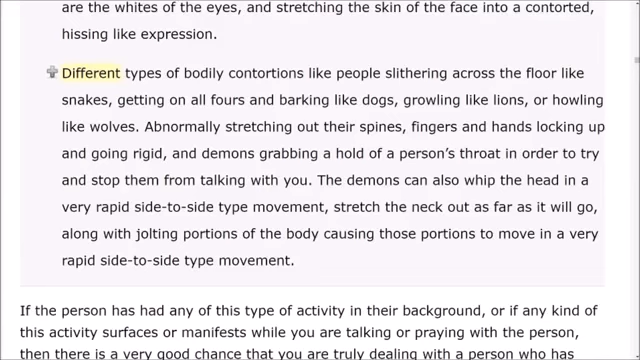 are the whites of the eyes, and stretching the skin of the face into a contorted,
hissing like expression.
Different types of bodily contortions like people slithering across the floor like
snakes, getting on all fours and barking like dogs, growling like lions, or howling
like wolves. Abnormally stretching out their spines, fingers and hands locking up
and going rigid, and demons grabbing a hold of a person’s throat in order to try
and stop them from talking with you. The demons can also whip the head in a
very rapid side-to-side type movement, stretch the neck out as far as it will go,
along with jolting portions of the body causing those portions to move in a very
rapid side-to-side type movement.
If the person has had any of this type of activity in their background, or if any kind of
this activity surfaces or manifests while you are talking or praying with the person,
then there is a very good chance that you are truly dealing with a person who has